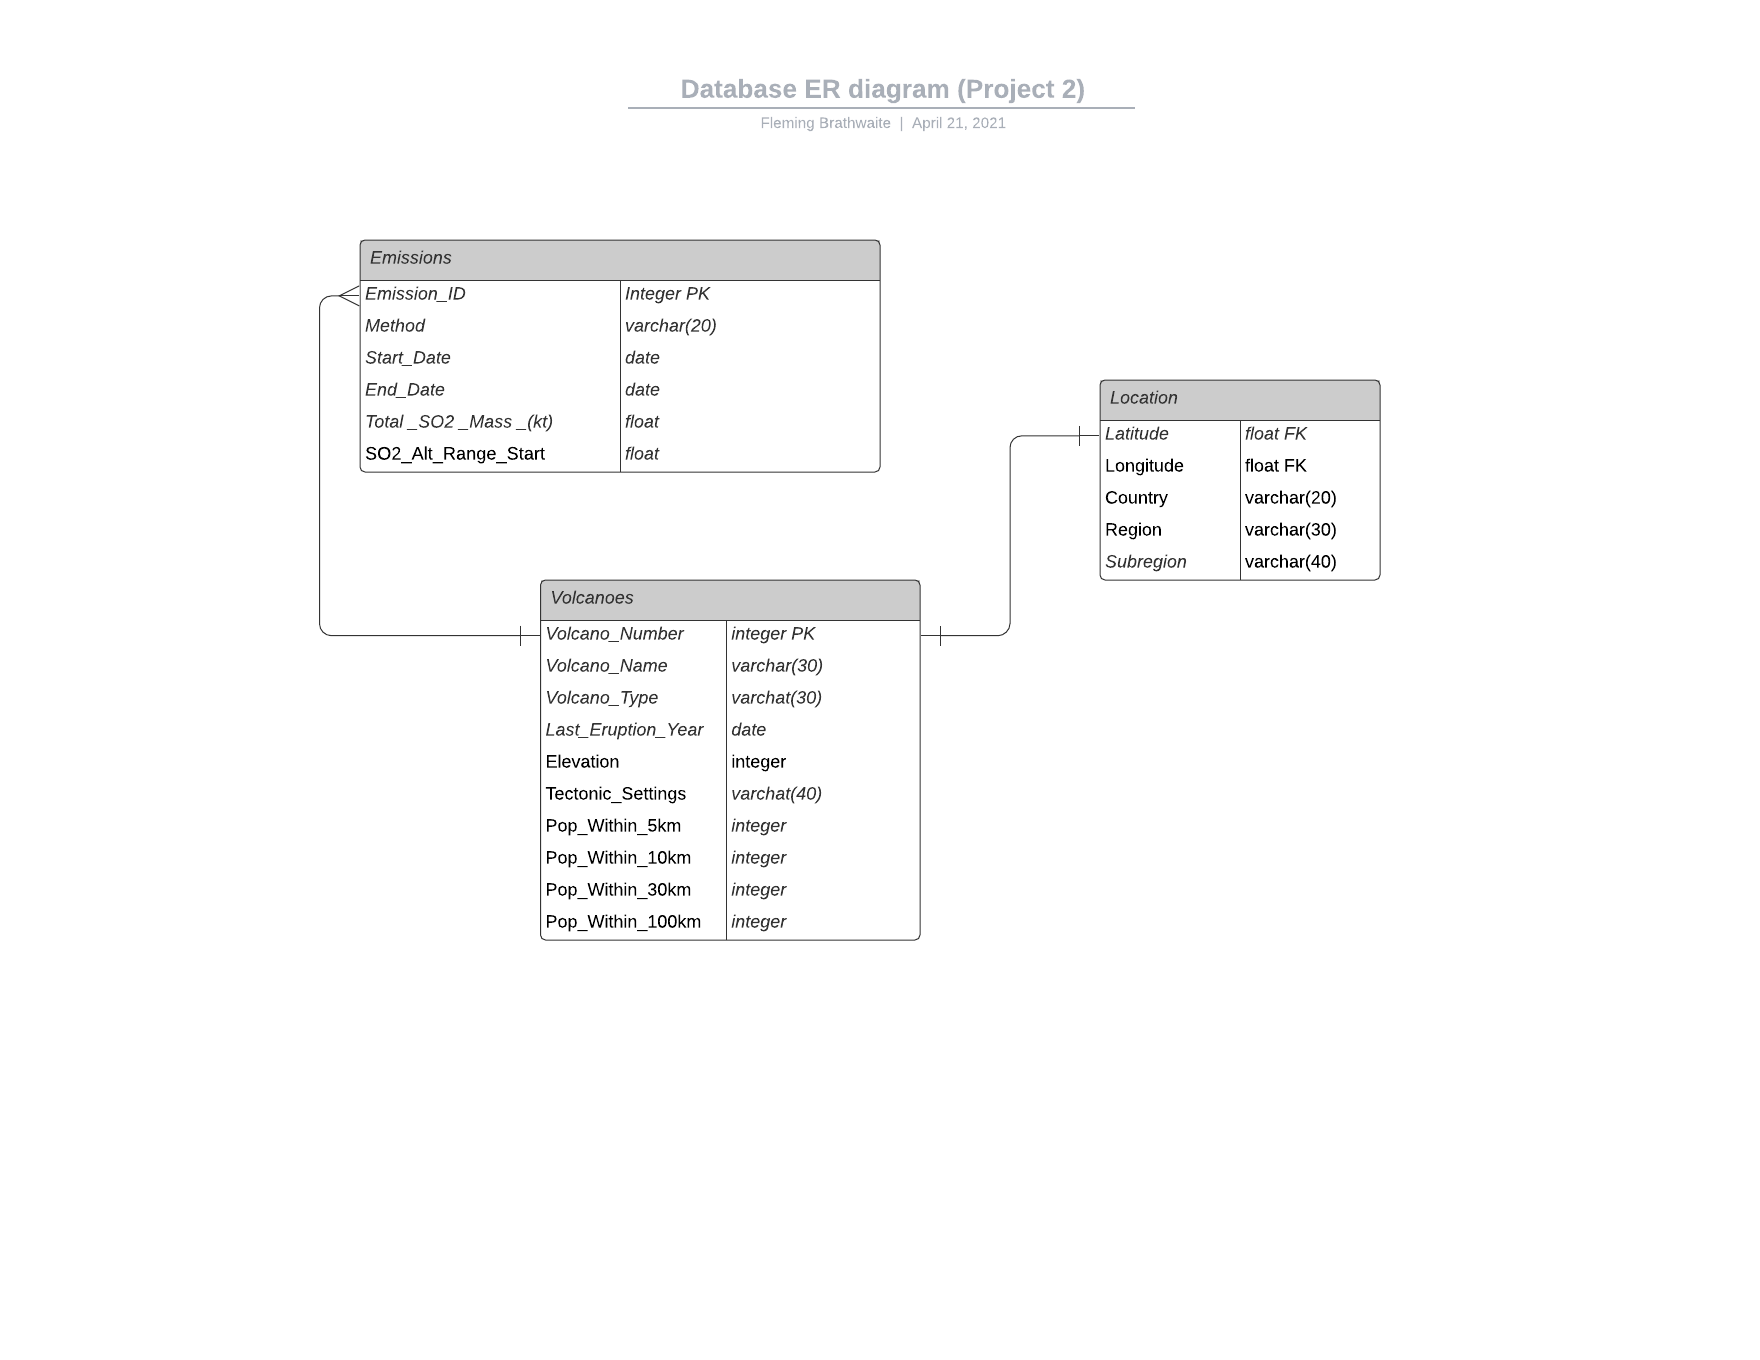 Database ER diagram (Project 2)
Fleming Brathwaite | April 21, 2021
Emissions
Emission_ID Integer PK
Method varchar(20)
Start_Date date
End_Date date
Total _SO2 _Mass _(kt) float
SO2_Alt_Range_Start float
Location
Latitude float FK
Longitude float FK
Country varchar(20)
Region varchar(30)
Subregion varchar(40)
Volcanoes
Volcano_Number integer PK
Volcano_Name varchar(30)
Volcano_Type varchat(30)
Last_Eruption_Year date
Elevation integer
Tectonic_Settings varchat(40)
Pop_Within_5km integer
Pop_Within_10km integer
Pop_Within_30km integer
Pop_Within_100km integer